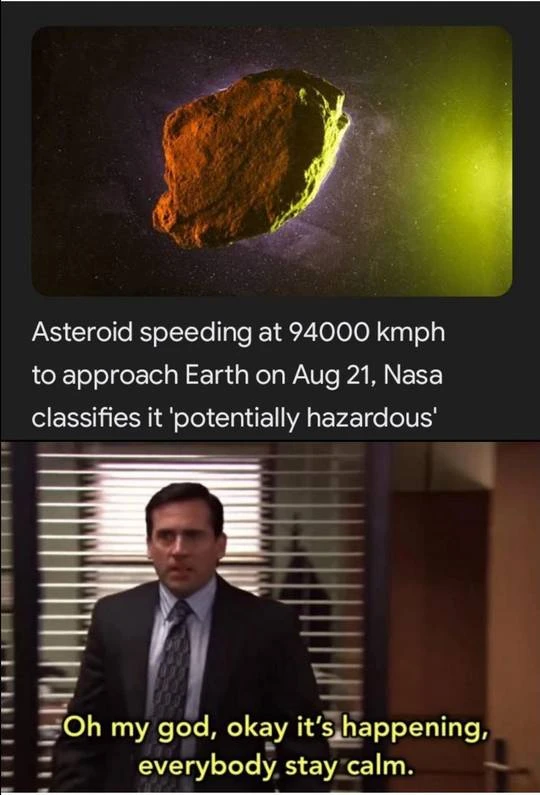 Asteroid speeding at 94000 kmph
to approach Earth on Aug 21, Nasa
classifies it 'potentially hazardous'
Oh my god, okay it's happening,
everybody stay calm.